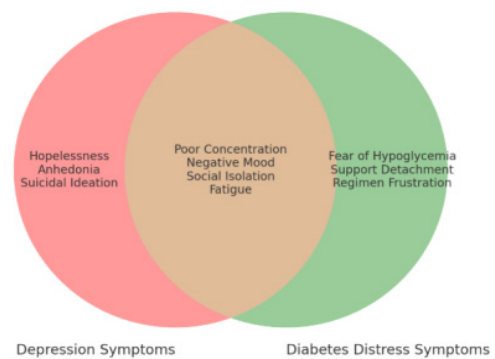 Hopelessness
Anhedonia
Suicidal Ideation
Poor Concentration
Negative Mood
Social Isolation
Fatigue
Fear of Hypoglycemia
Support Detachment
Regimen Frustration
Depression Symptoms
Diabetes Distress Symptoms